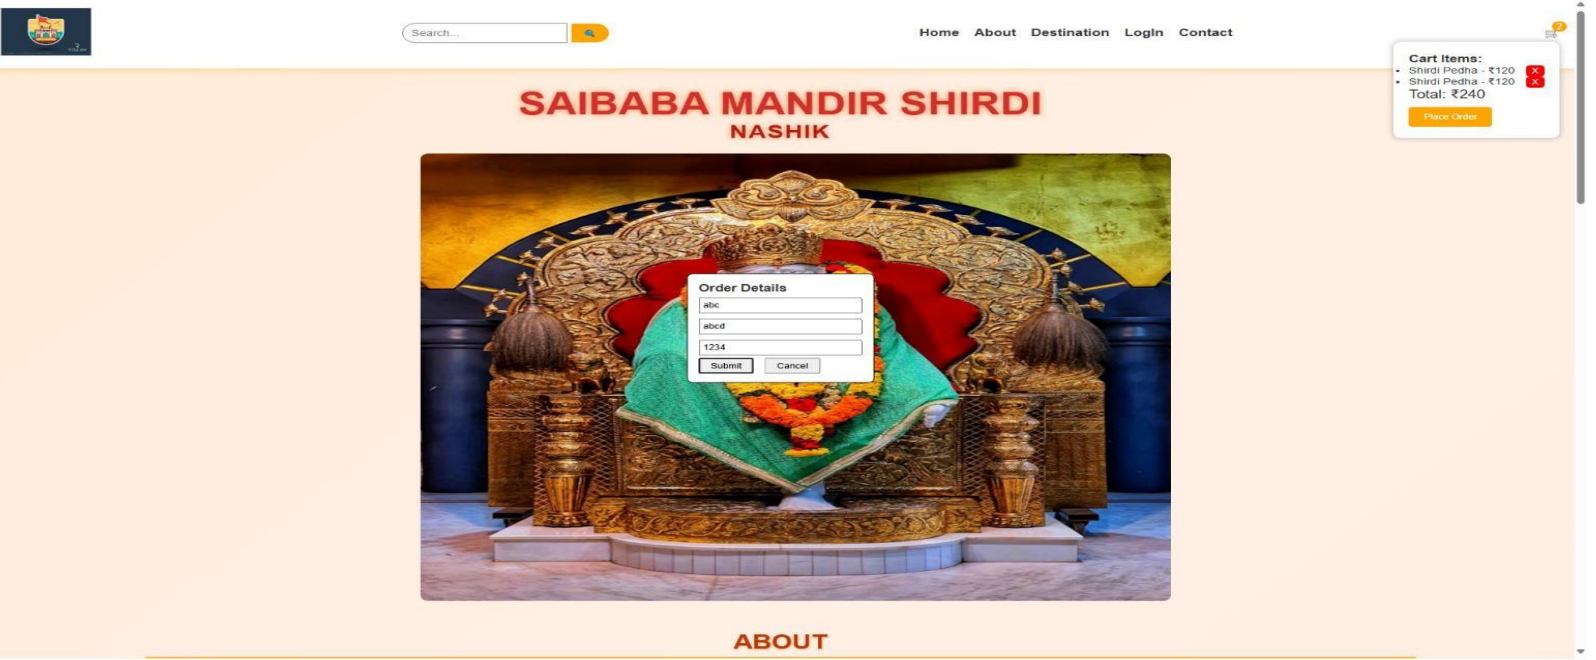 Search...
Home About Destination LogIn Contact
2
Cart Items:
Shirdi Pedha - ₹120 X
Shirdi Pedha - ₹120 X
Total: ₹240
Place Order
SAIBABA MANDIR SHIRDI
NASHIK
Order Details
abc
abcd
1234
Submit Cancel
ABOUT